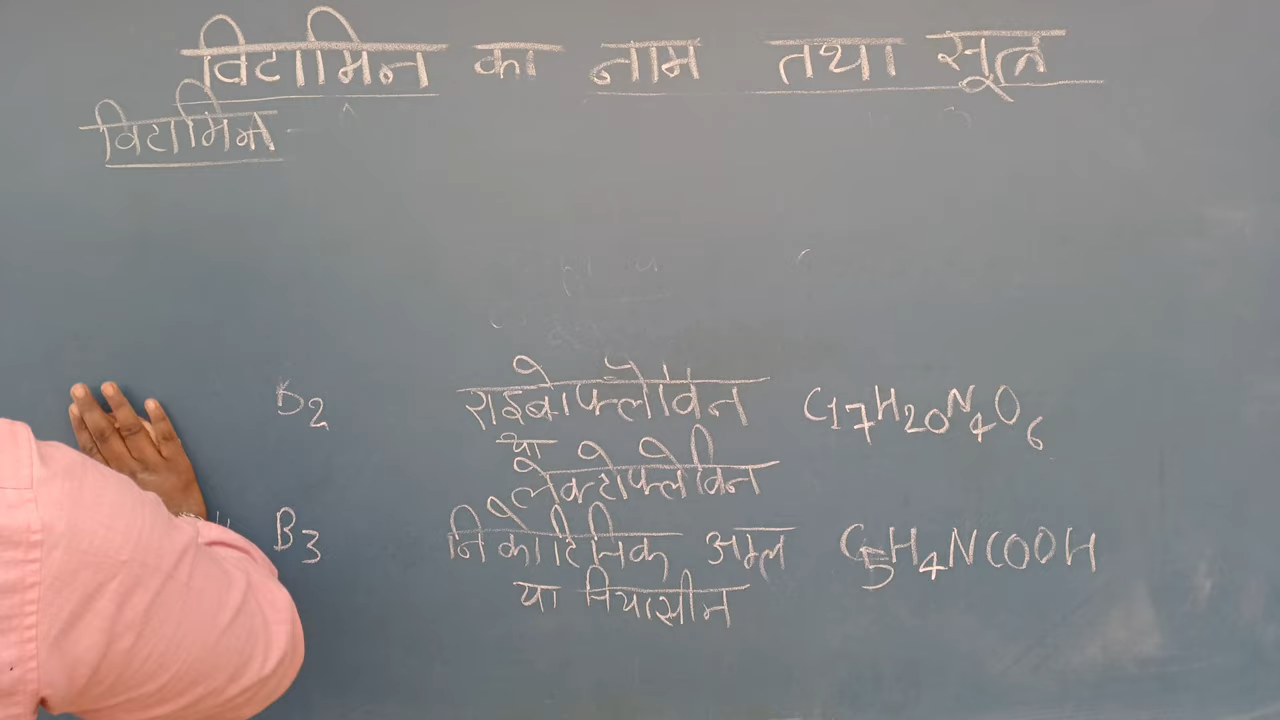 विटामिन का नाम तथा सूत्र
विटामिन
B2 राइबोफ्लेविन C17H20N4O6
या
लेक्टोफ्लेविन
B3 निकोटिनिक अम्ल C5H4NCOOH
या नियासीन